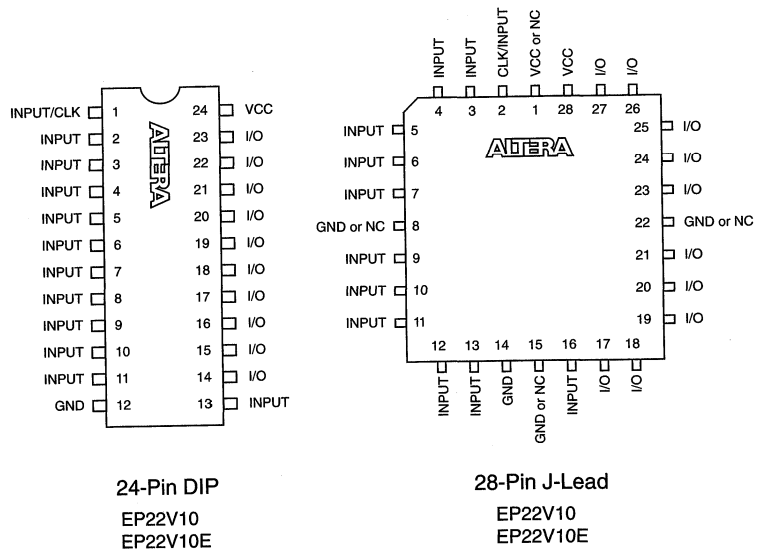 INPUT/CLK 1 24 VCC
INPUT 2 23 I/O
INPUT 3 22 I/O
INPUT 4 21 I/O
INPUT 5 20 I/O
INPUT 6 19 I/O
INPUT 7 18 I/O
INPUT 8 17 I/O
INPUT 9 16 I/O
INPUT 10 15 I/O
INPUT 11 14 I/O
GND 12 13 INPUT
ALTERA
24-Pin DIP
EP22V10
EP22V10E
INPUT INPUT CLK/INPUT VCC or NC VCC I/O I/O
4 3 2 1 28 27 26
INPUT 5 25 I/O
ALTERA
INPUT 6 24 I/O
INPUT 7 23 I/O
GND or NC 8 22 GND or NC
INPUT 9 21 I/O
INPUT 10 20 I/O
INPUT 11 19 I/O
12 13 14 15 16 17 18
INPUT INPUT GND GND or NC INPUT I/O I/O
28-Pin J-Lead
EP22V10
EP22V10E